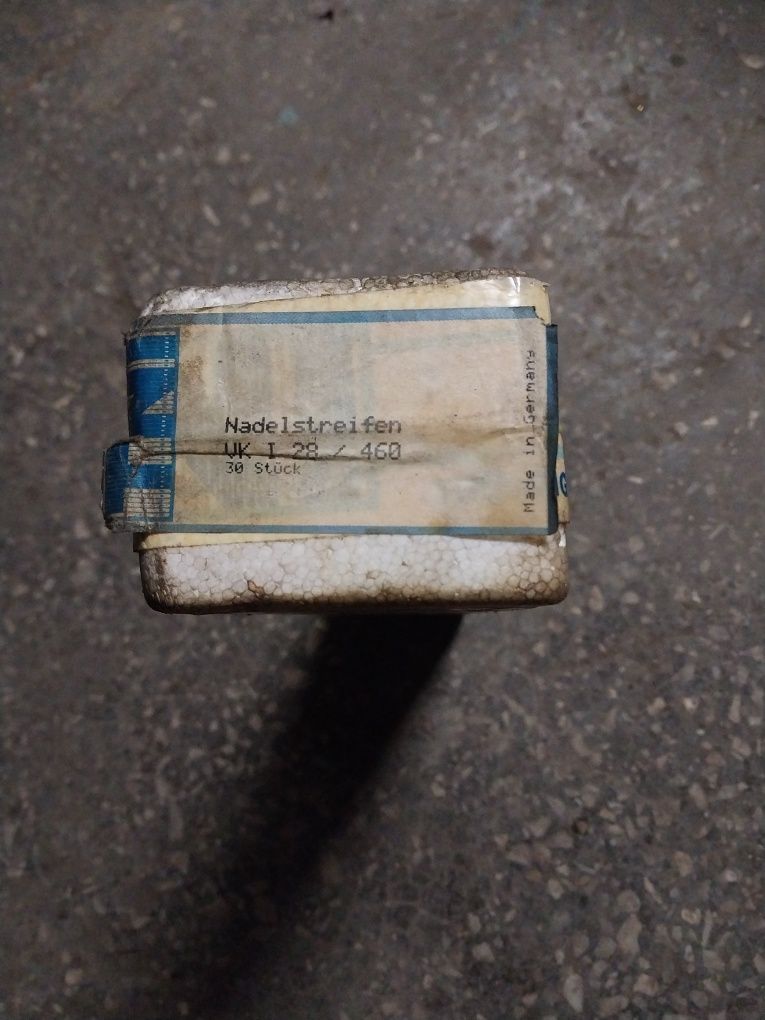 Nadelstreifen
VK I 28 / 460
30 Stück
Made in Germany
G